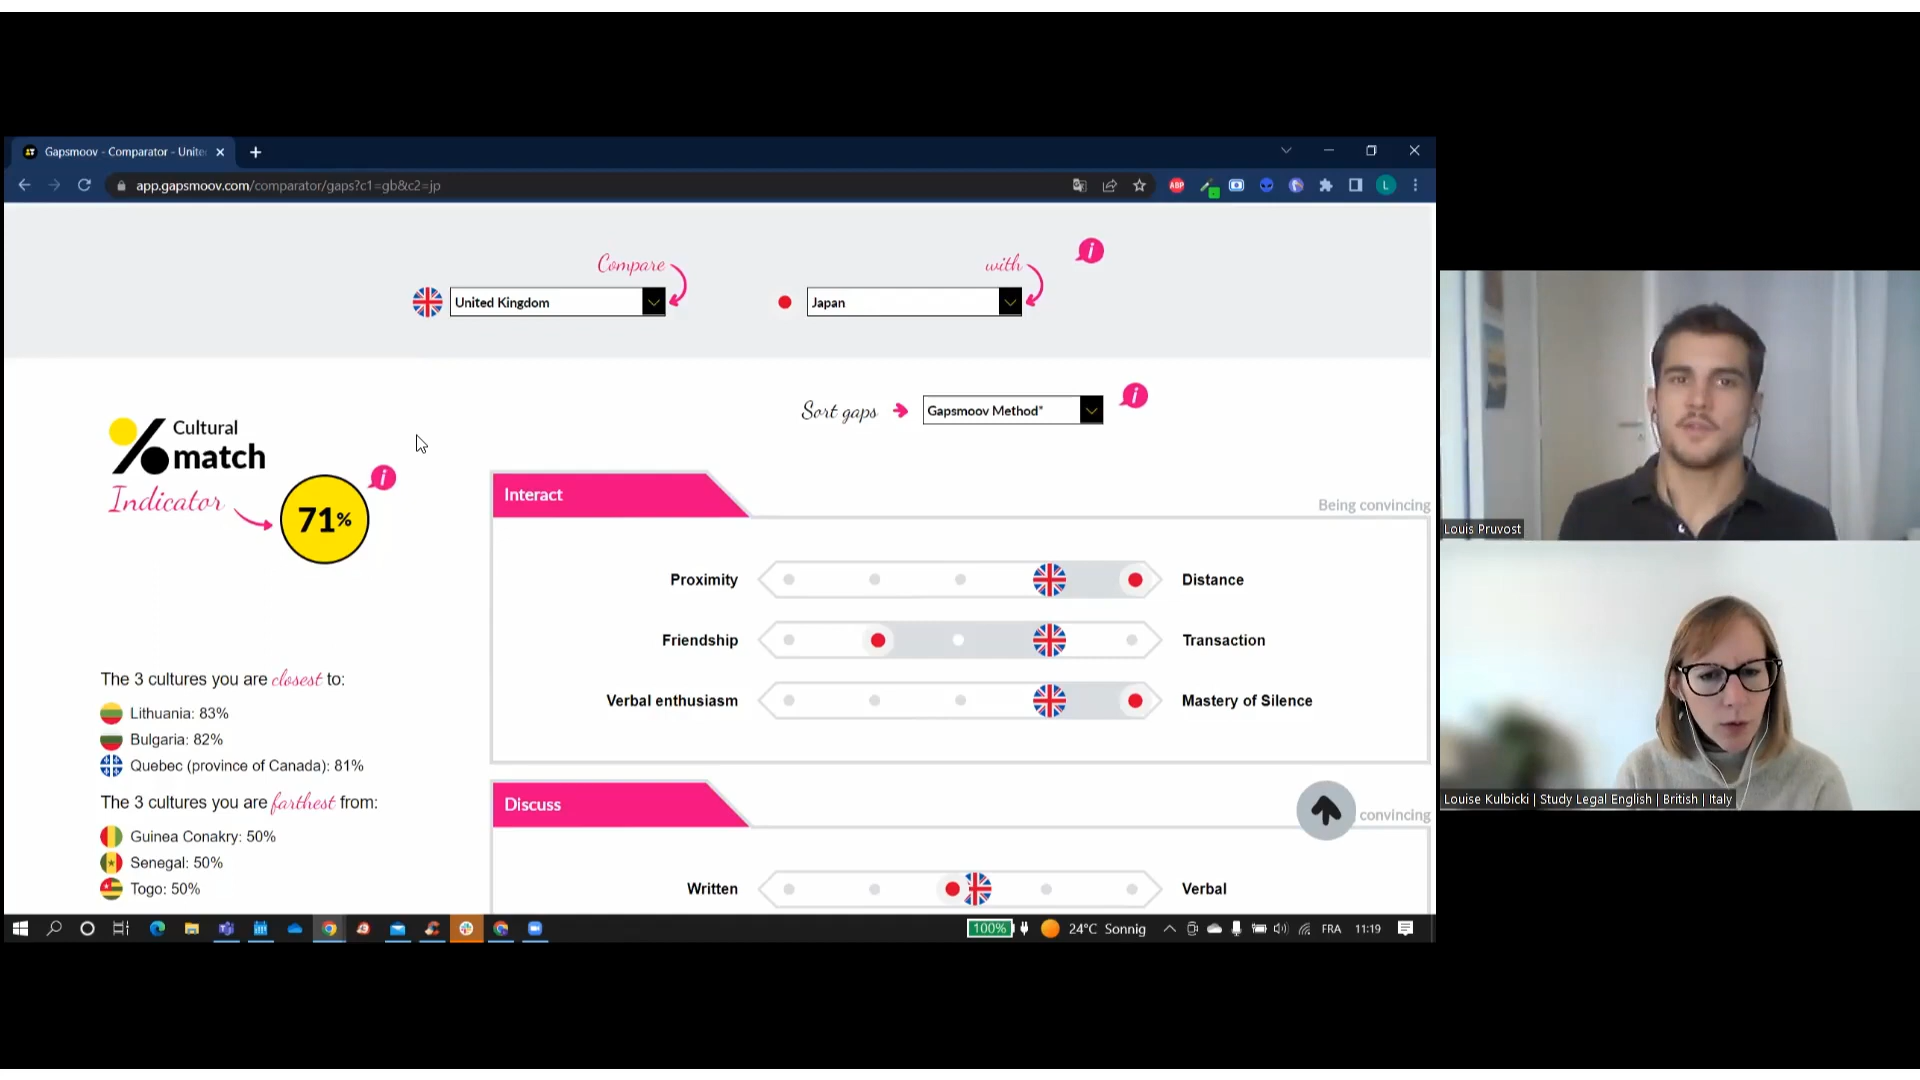 Gapsmoov - Comparator - Unite
app.gapsmoov.com/comparator/gaps?c1=gb&c2=jp
ABP
L
Compare
with
i
United Kingdom
Japan
Sort gaps
Gapsmoov Method*
i
Cultural
match
Indicator
i
71%
Interact
Being convincing
Proximity
Distance
Friendship
Transaction
Verbal enthusiasm
Mastery of Silence
The 3 cultures you are closest to:
Lithuania: 83%
Bulgaria: 82%
Quebec (province of Canada): 81%
The 3 cultures you are farthest from:
Guinea Conakry: 50%
Senegal: 50%
Togo: 50%
Discuss
convincing
Written
Verbal
100%
24°C Sonnig
FRA
11:19
Louis Pruvost
Louise Kulbicki | Study Legal English | British | Italy